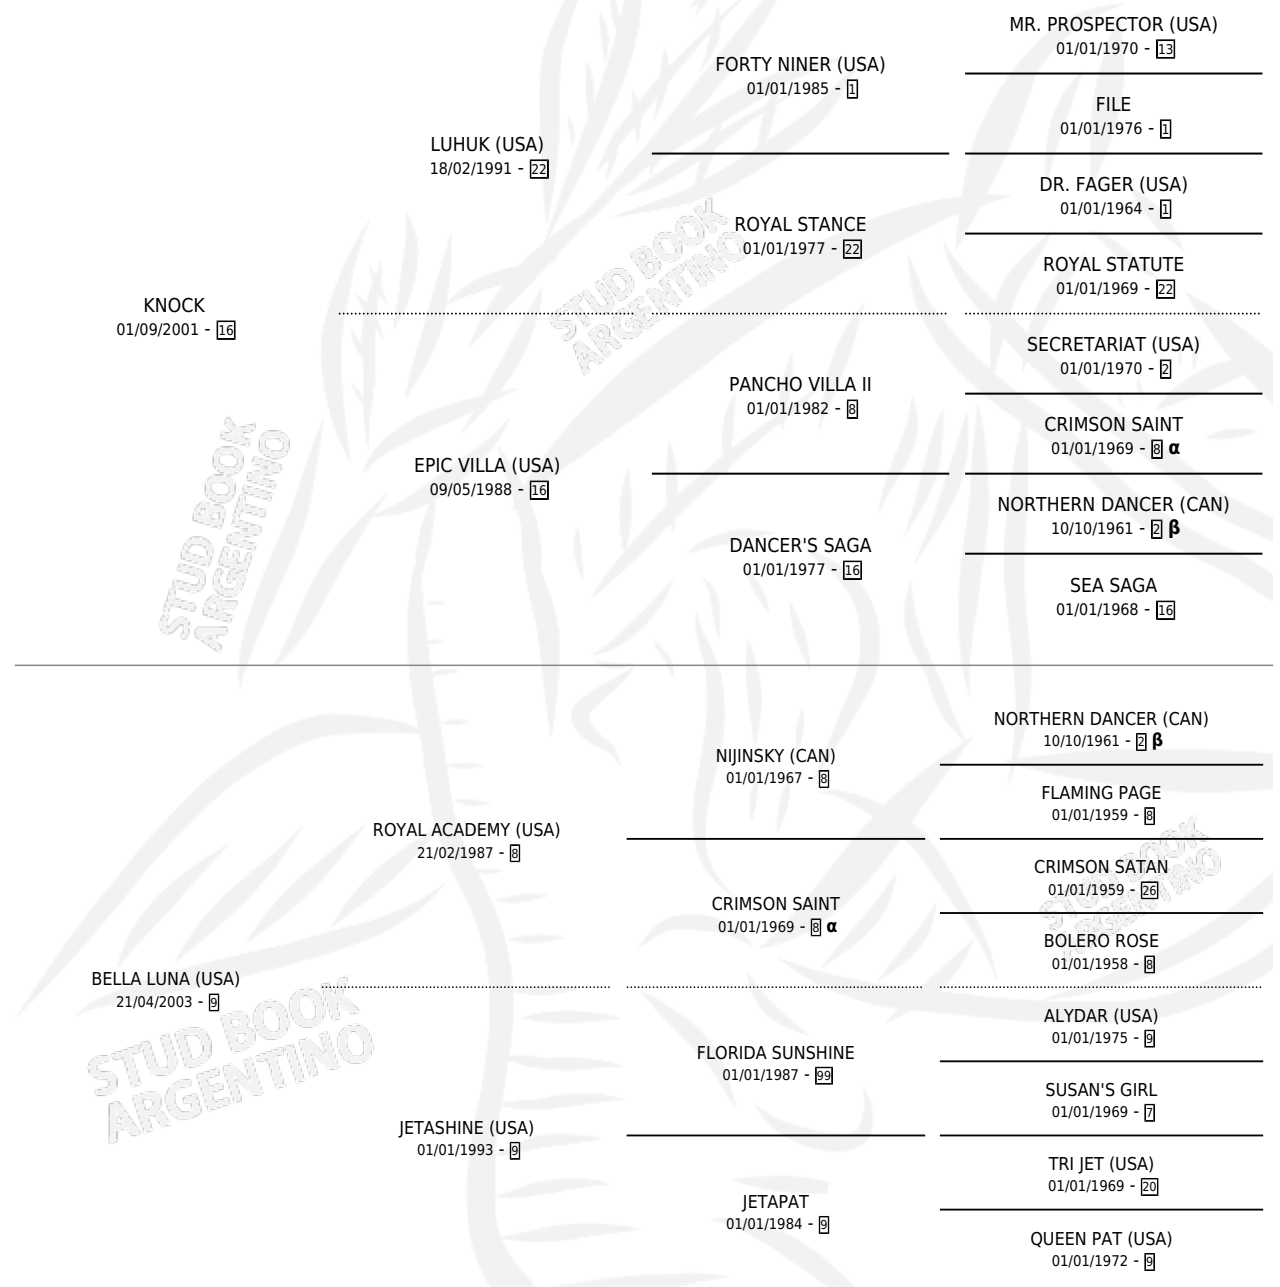 MR. PROSPECTOR (USA)
01/01/1970 - 13
FORTY NINER (USA)
01/01/1985 - 1
FILE
01/01/1976 - 1
LUHUK (USA)
18/02/1991 - 22
DR. FAGER (USA)
01/01/1964 - 1
ROYAL STANCE
01/01/1977 - 22
ROYAL STATUTE
01/01/1969 - 22
KNOCK
01/09/2001 - 16
SECRETARIAT (USA)
01/01/1970 - 2
PANCHO VILLA II
01/01/1982 - 8
CRIMSON SAINT
01/01/1969 - 8 α
EPIC VILLA (USA)
09/05/1988 - 16
NORTHERN DANCER (CAN)
10/10/1961 - 2 β
DANCER'S SAGA
01/01/1977 - 16
SEA SAGA
01/01/1968 - 16
STUD BOOK
ARGENTINO
STUD BOOK
ARGENTINO
NORTHERN DANCER (CAN)
10/10/1961 - 2 β
NIJINSKY (CAN)
01/01/1967 - 8
FLAMING PAGE
01/01/1959 - 8
ROYAL ACADEMY (USA)
21/02/1987 - 8
CRIMSON SATAN
01/01/1959 - 26
CRIMSON SAINT
01/01/1969 - 8 α
BOLERO ROSE
01/01/1958 - 8
BELLA LUNA (USA)
21/04/2003 - 9
ALYDAR (USA)
01/01/1975 - 9
FLORIDA SUNSHINE
01/01/1987 - 99
SUSAN'S GIRL
01/01/1969 - 7
JETASHINE (USA)
01/01/1993 - 9
TRI JET (USA)
01/01/1969 - 20
JETAPAT
01/01/1984 - 9
QUEEN PAT (USA)
01/01/1972 - 9
STUD BOOK
ARGENTINO
STUD BOOK
ARGENTINO